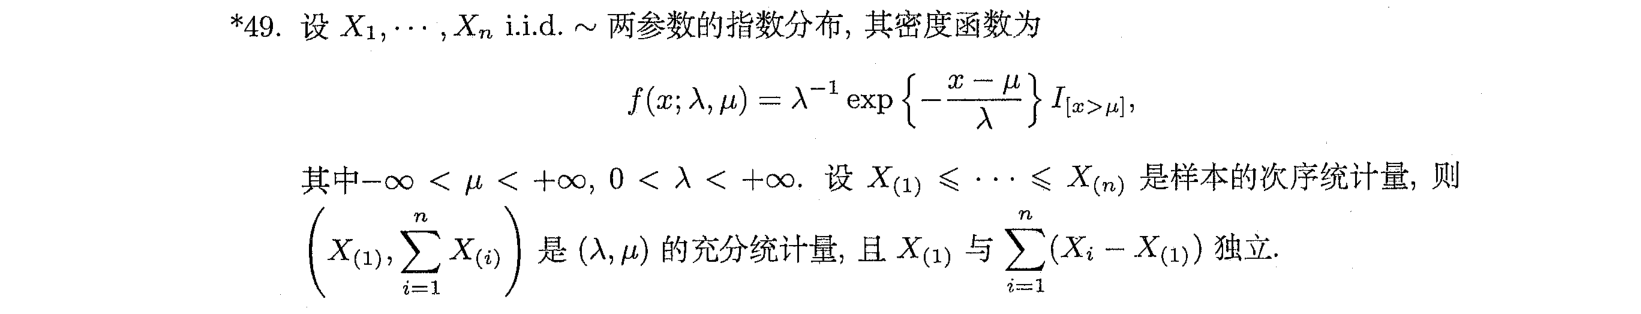 *49. 设 $X_1, \cdots, X_n$ i.i.d. $\sim$ 两参数的指数分布, 其密度函数为
$$f(x; \lambda, \mu) = \lambda^{-1} \exp\left\{-\frac{x-\mu}{\lambda}\right\} I_{[x>\mu]},$$
其中$-\infty < \mu < +\infty$, $0 < \lambda < +\infty$. 设 $X_{(1)} \leqslant \cdots \leqslant X_{(n)}$ 是样本的次序统计量, 则
$\left(X_{(1)}, \sum_{i=1}^{n} X_{(i)}\right)$ 是 $(\lambda, \mu)$ 的充分统计量, 且 $X_{(1)}$ 与 $\sum_{i=1}^{n}(X_i - X_{(1)})$ 独立.